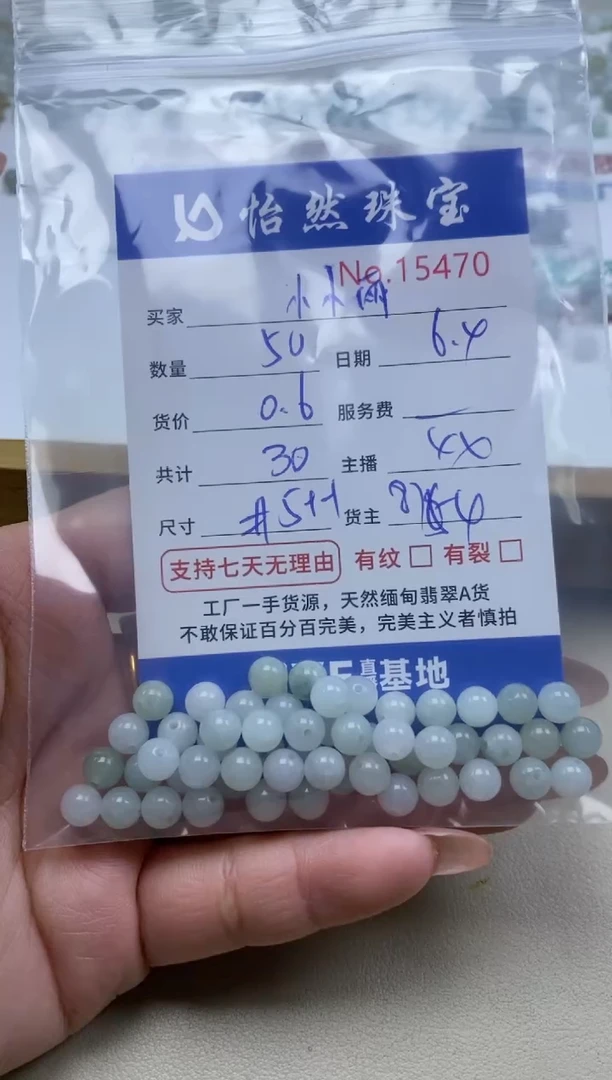 怡然珠宝
No.15470
买家 小小雨
数量 50 日期 6.4
货价 0.6 服务费
共计 30 主播 xx
尺寸 #5+1 货主
支持七天无理由 有纹 有裂
工厂一手货源，天然缅甸翡翠A货
不敢保证百分百完美，完美主义者慎拍
基地